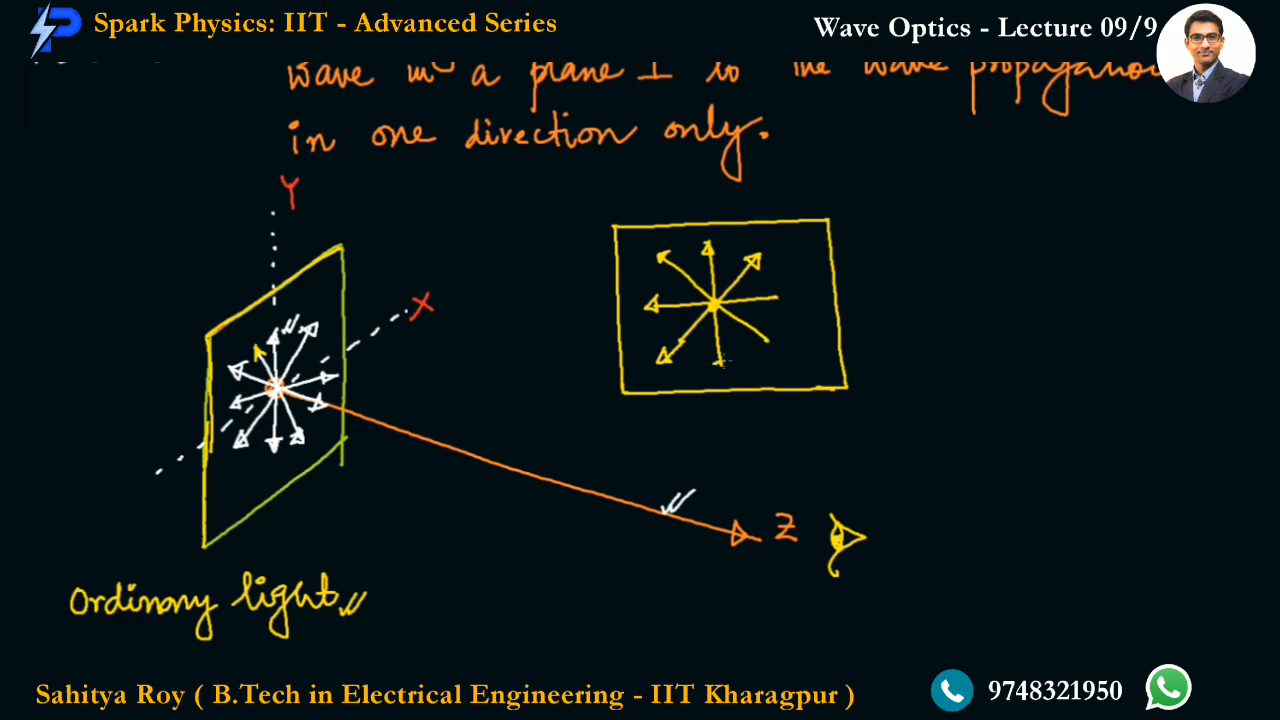 Spark Physics: IIT - Advanced Series
Wave Optics - Lecture 09/9
wave in a plane ⊥ to the wave propagation
in one direction only.
Y
X
Z
Ordinary light
Sahitya Roy ( B.Tech in Electrical Engineering - IIT Kharagpur )
9748321950